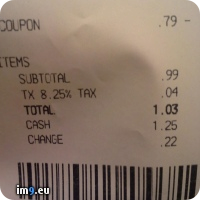 COUPON .79 -
ITEMS
SUBTOTAL .99
TX 8.25% TAX .04
TOTAL 1.03
CASH 1.25
CHANGE .22
im9.eu